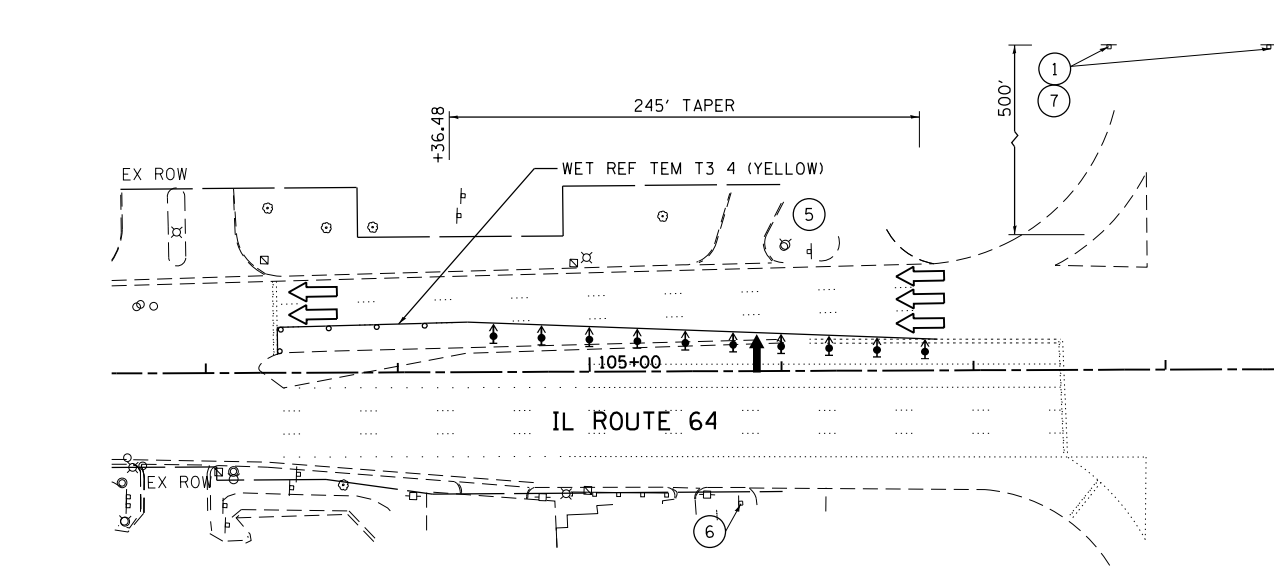 1
7
500'
245' TAPER
+36.48
WET REF TEM T3 4 (YELLOW)
EX ROW
5
105+00
IL ROUTE 64
EX ROW
6